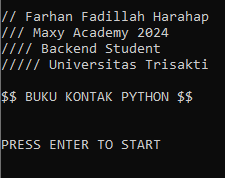 // Farhan Fadillah Harahap
/// Maxy Academy 2024
//// Backend Student
///// Universitas Trisakti
$$ BUKU KONTAK PYTHON $$
PRESS ENTER TO START